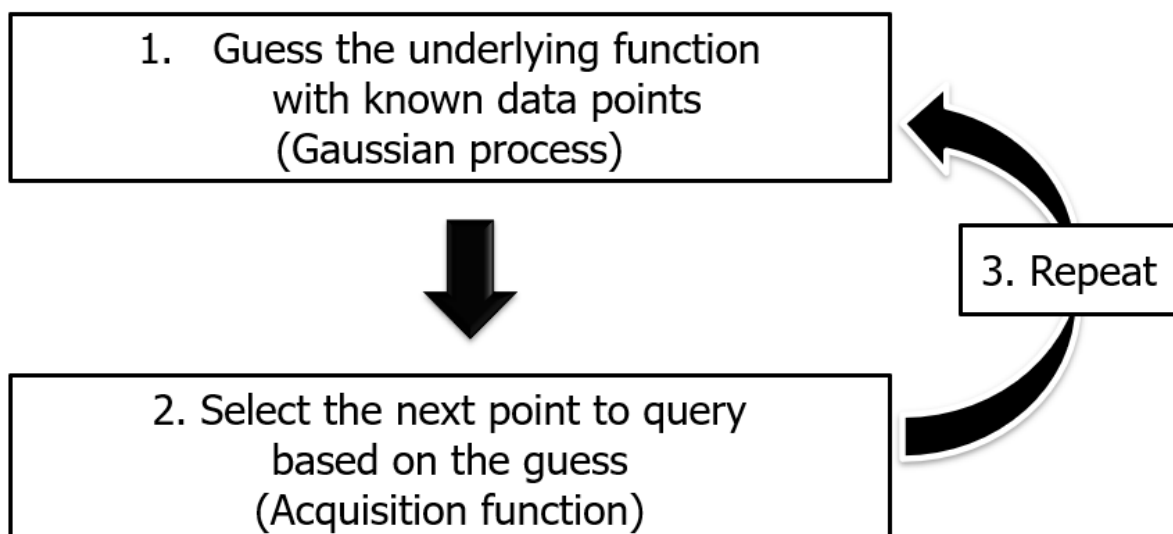 1. Guess the underlying function
with known data points
(Gaussian process)
3. Repeat
2. Select the next point to query
based on the guess
(Acquisition function)